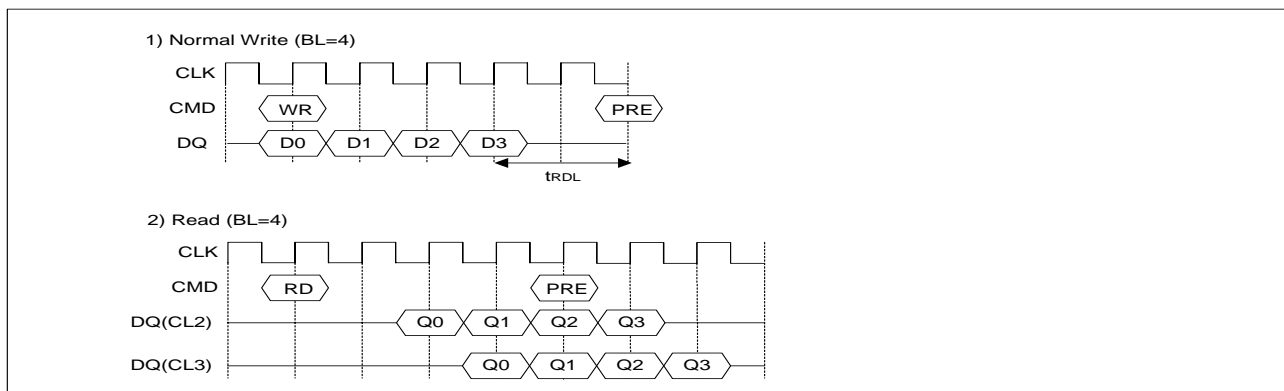 1) Normal Write (BL=4)
CLK
CMD WR PRE
DQ D0 D1 D2 D3
tRDL
2) Read (BL=4)
CLK
CMD RD PRE
DQ(CL2) Q0 Q1 Q2 Q3
DQ(CL3) Q0 Q1 Q2 Q3